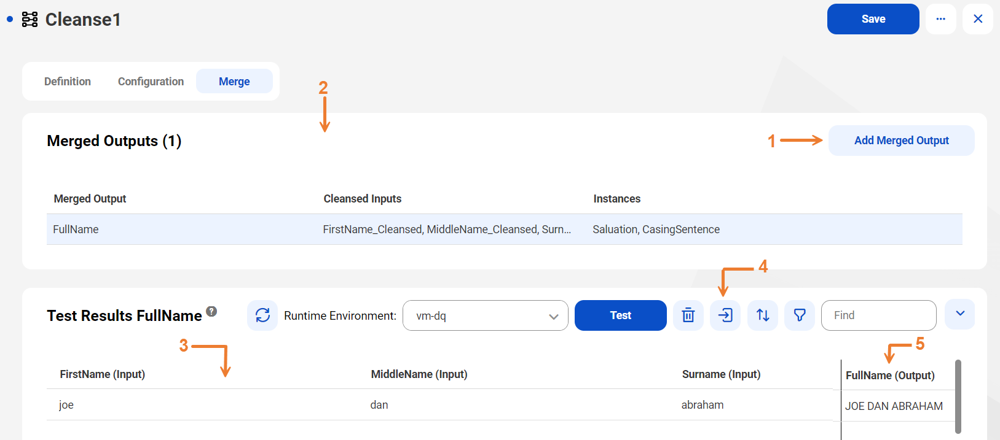 Cleanse1
Save
Definition Configuration Merge
2
Merged Outputs (1)
1
Add Merged Output
Merged Output Cleansed Inputs Instances
FullName FirstName_Cleansed, MiddleName_Cleansed, Surn... Saluation, CasingSentence
4
Test Results FullName ? Runtime Environment: vm-dq Test Find
3
5
FirstName (Input) MiddleName (Input) Surname (Input) FullName (Output)
joe dan abraham JOE DAN ABRAHAM